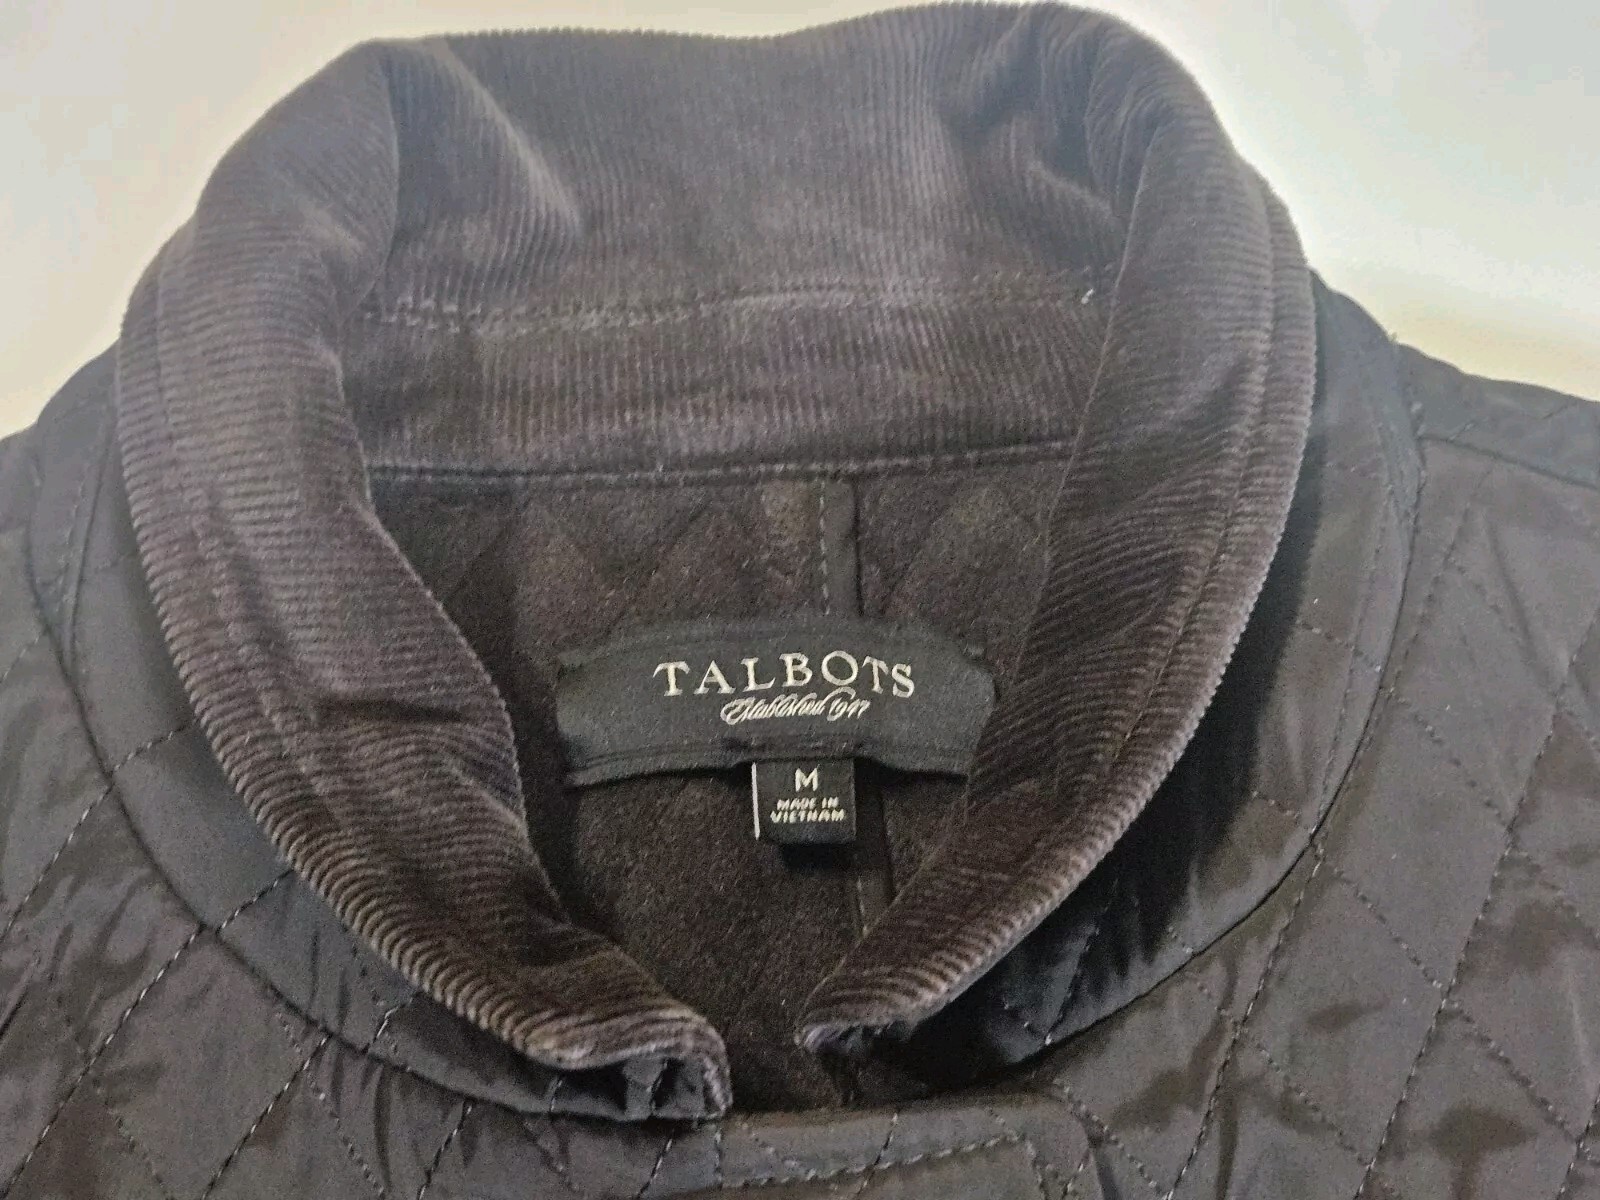 TALBOTS
Established 1947
M
MADE IN
VIETNAM